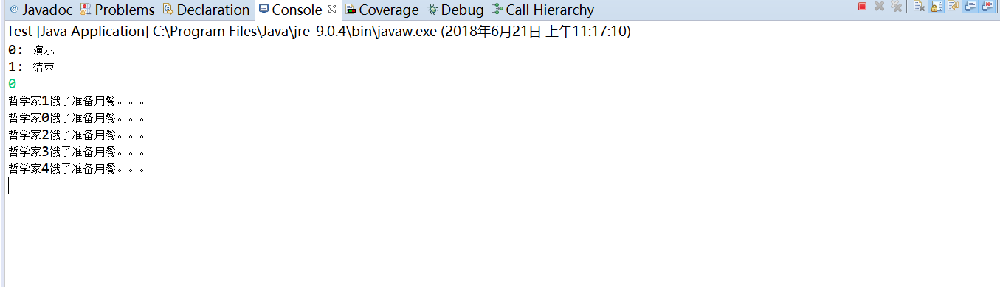 @ Javadoc Problems Declaration Console Coverage Debug Call Hierarchy
Test [Java Application] C:\Program Files\Java\jre-9.0.4\bin\javaw.exe (2018年6月21日 上午11:17:10)
0: 演示
1: 结束
0
哲学家1饿了准备用餐。。。
哲学家0饿了准备用餐。。。
哲学家2饿了准备用餐。。。
哲学家3饿了准备用餐。。。
哲学家4饿了准备用餐。。。